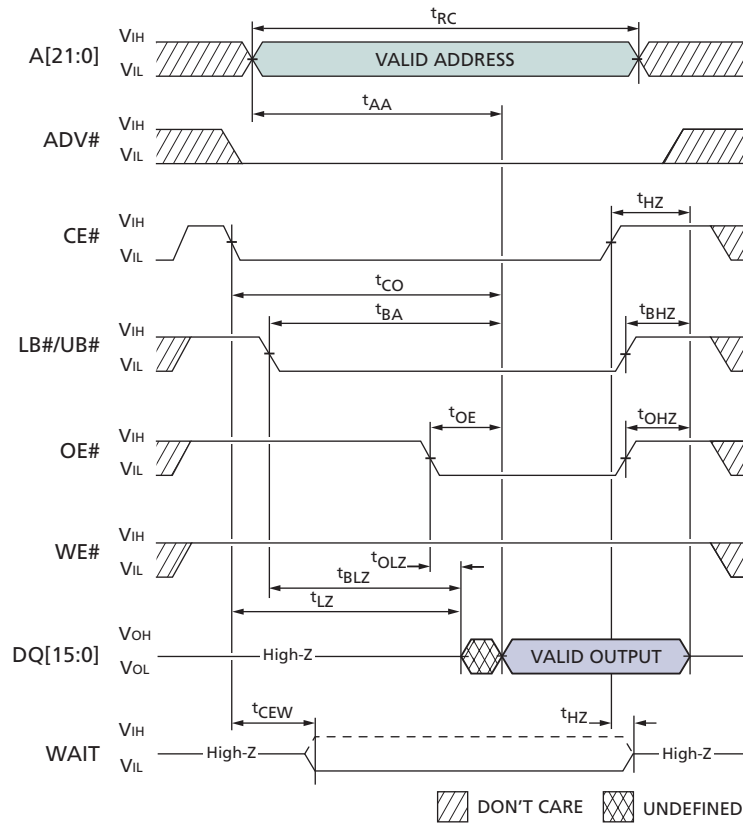 tRC
A[21:0] VIH VALID ADDRESS
VIL
tAA
ADV# VIH
VIL
tHZ
CE# VIH
VIL
tCO
tBA tBHZ
LB#/UB# VIH
VIL
tOE tOHZ
OE# VIH
VIL
WE# VIH
VIL
tOLZ
tBLZ
tLZ
DQ[15:0] VOH High-Z VALID OUTPUT
VOL
tCEW tHZ
WAIT VIH High-Z High-Z
VIL
DON'T CARE UNDEFINED